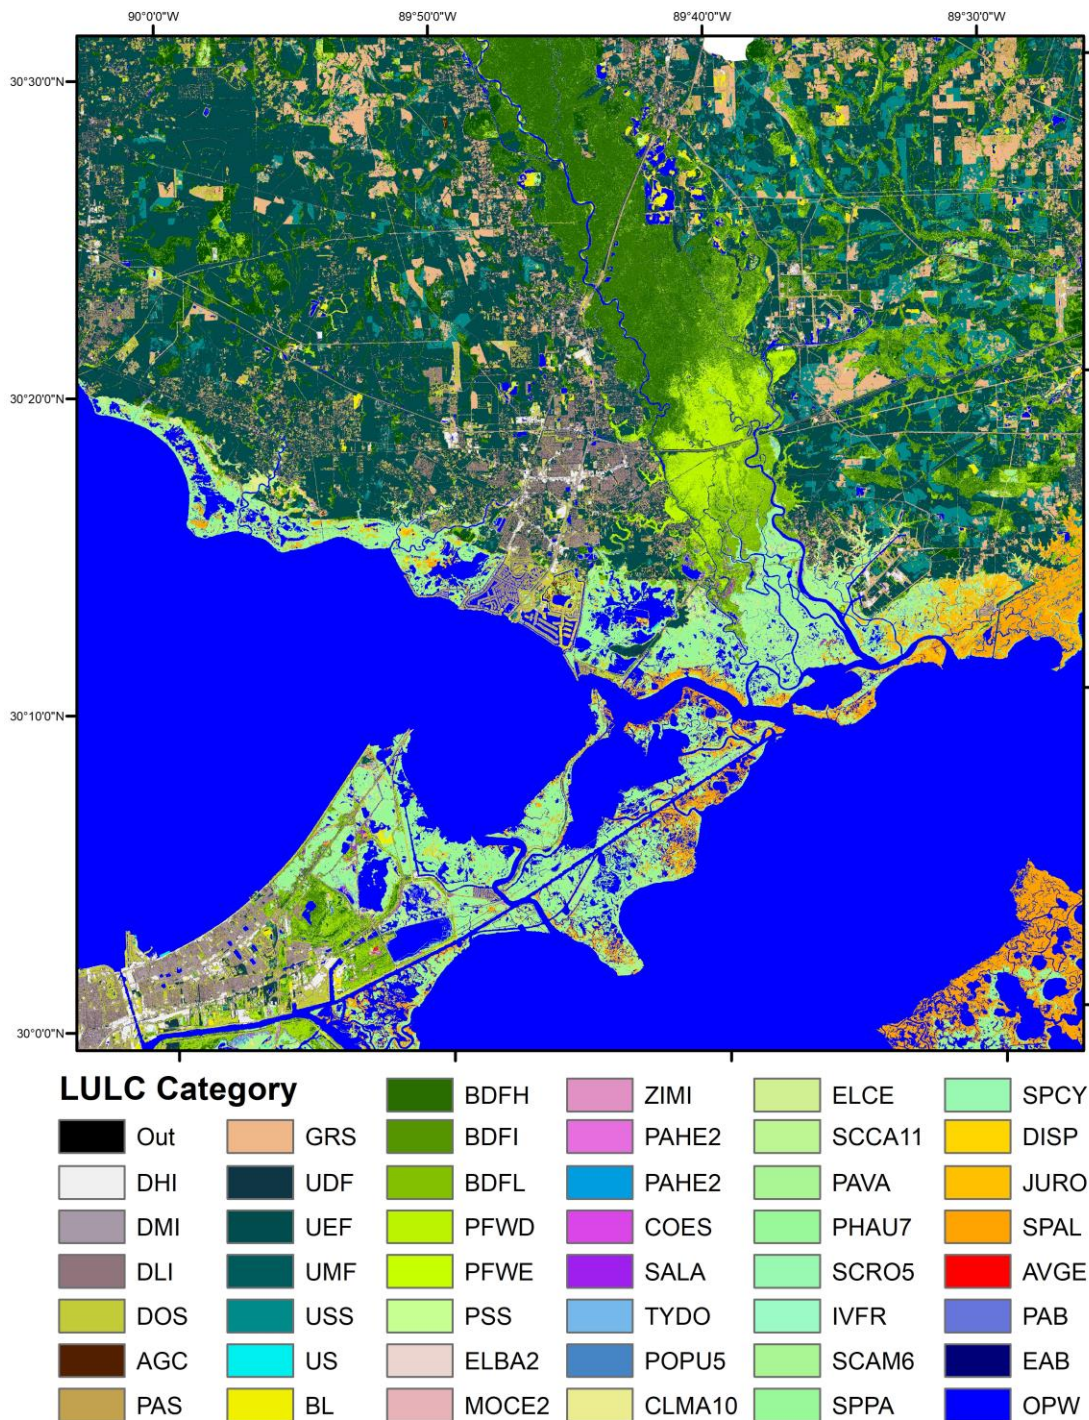 90°0'0"W 89°50'0"W 89°40'0"W 89°30'0"W
30°30'0"N
30°20'0"N
30°10'0"N
30°0'0"N
LULC Category
BDFH ZIMI ELCE SPCY
Out GRS BDFI PAHE2 SCCA11 DISP
DHI UDF BDFL PAHE2 PAVA JURO
DMI UEF PFWD COES PHAU7 SPAL
DLI UMF PFWE SALA SCRO5 AVGE
DOS USS PSS TYDO IVFR PAB
AGC US ELBA2 POPU5 SCAM6 EAB
PAS BL MOCE2 CLMA10 SPPA OPW